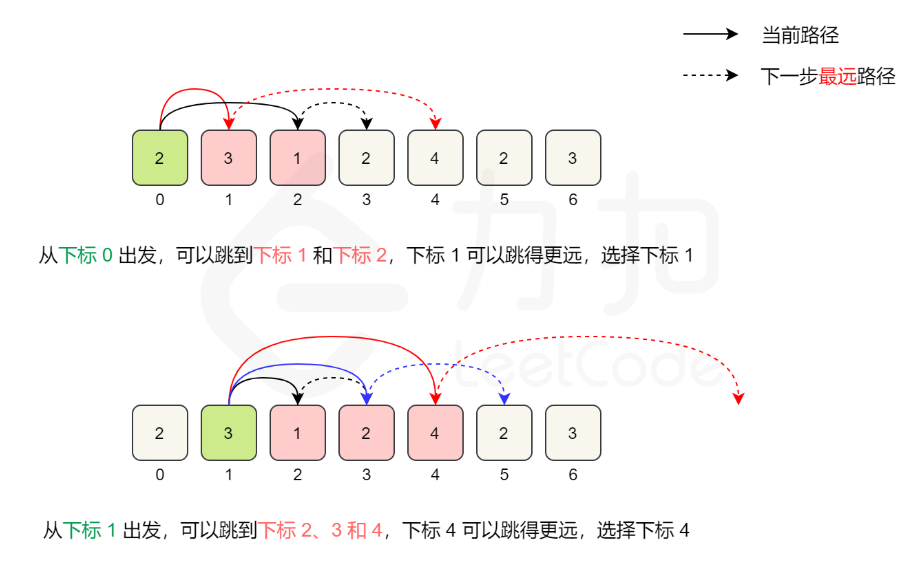 当前路径
下一步最远路径
2 3 1 2 4 2 3
0 1 2 3 4 5 6
从下标 0 出发，可以跳到下标 1 和下标 2，下标 1 可以跳得更远，选择下标 1
力扣
LeetCode
2 3 1 2 4 2 3
0 1 2 3 4 5 6
从下标 1 出发，可以跳到下标 2、3 和 4，下标 4 可以跳得更远，选择下标 4